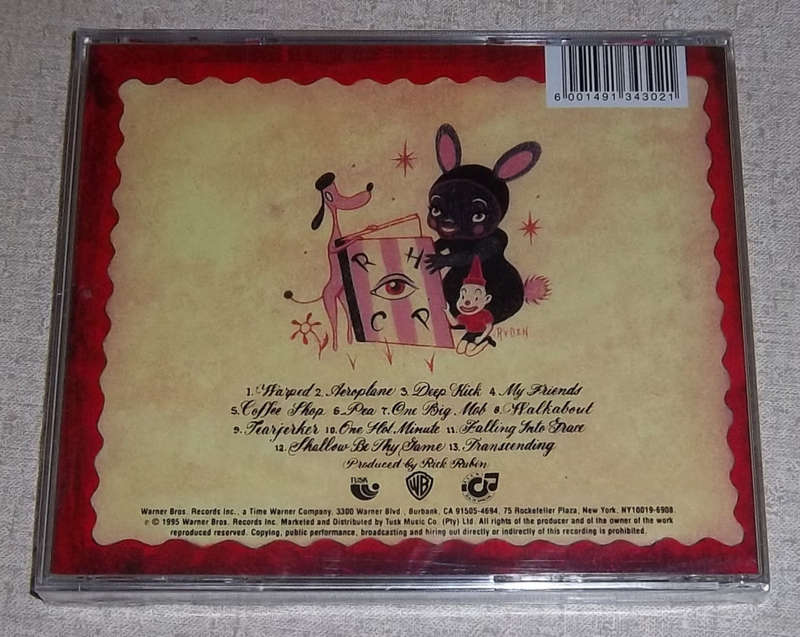 6 001491 343021
R H
C P
RYDEN
1. Warped 2. Aeroplane 3. Deep Kick 4. My Friends
5. Coffee Shop 6. Pea 7. One Big Mob 8. Walkabout
9. Tearjerker 10. One Hot Minute 11. Falling Into Grace
12. Shallow Be Thy Game 13. Transcending
Produced by Rick Rubin
TUSK WB
Warner Bros. Records Inc., a Time Warner Company, 3300 Warner Blvd., Burbank, CA 91505-4694, 75 Rockefeller Plaza, New York, NY10019-6908.
℗ © 1995 Warner Bros. Records Inc. Marketed and Distributed by Tusk Music Co. (Pty) Ltd. All rights of the producer and of the owner of the work
reproduced reserved. Copying, public performance, broadcasting and hiring out directly or indirectly of this recording is prohibited.